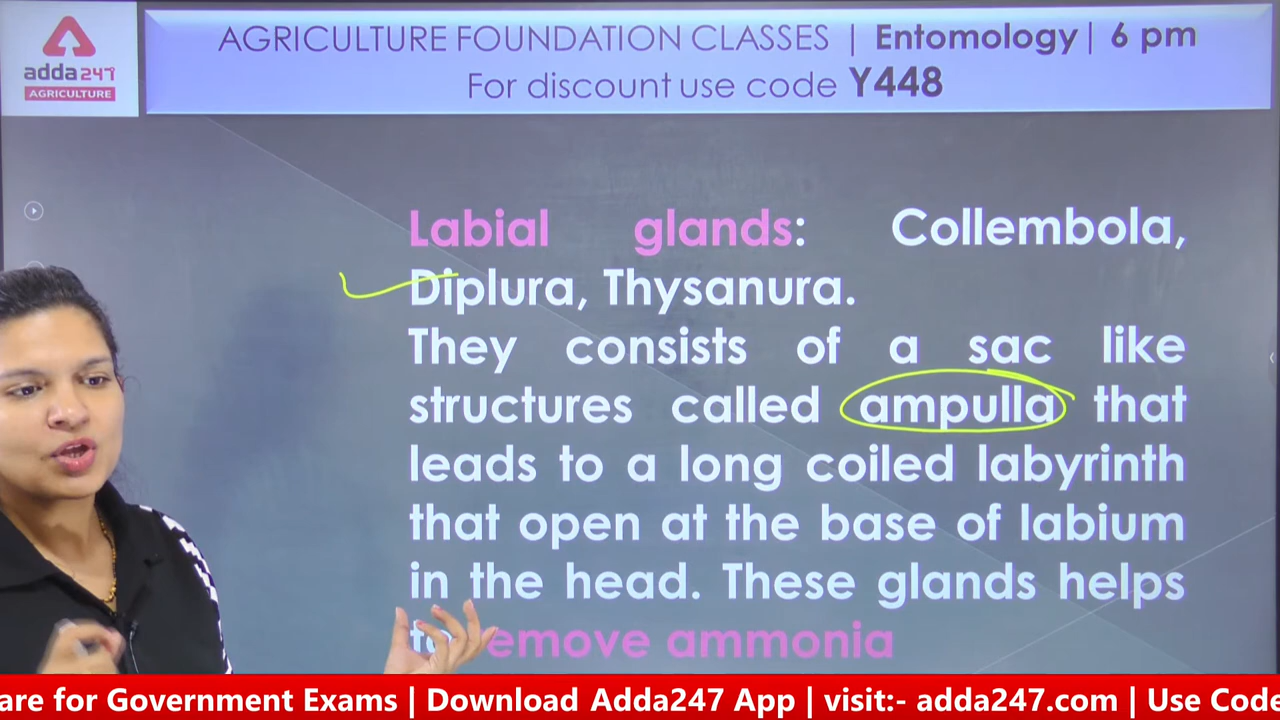 AGRICULTURE FOUNDATION CLASSES | Entomology| 6 pm
For discount use code Y448
adda247
AGRICULTURE
Labial glands: Collembola,
Diplura, Thysanura.
They consists of a sac like
structures called ampulla that
leads to a long coiled labyrinth
that open at the base of labium
in the head. These glands helps
to remove ammonia
are for Government Exams | Download Adda247 App | visit:- adda247.com | Use Code